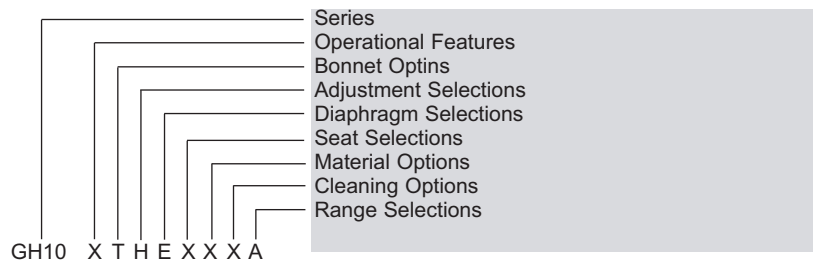 Series
Operational Features
Bonnet Optins
Adjustment Selections
Diaphragm Selections
Seat Selections
Material Options
Cleaning Options
Range Selections
GH10 X T H E X X X A